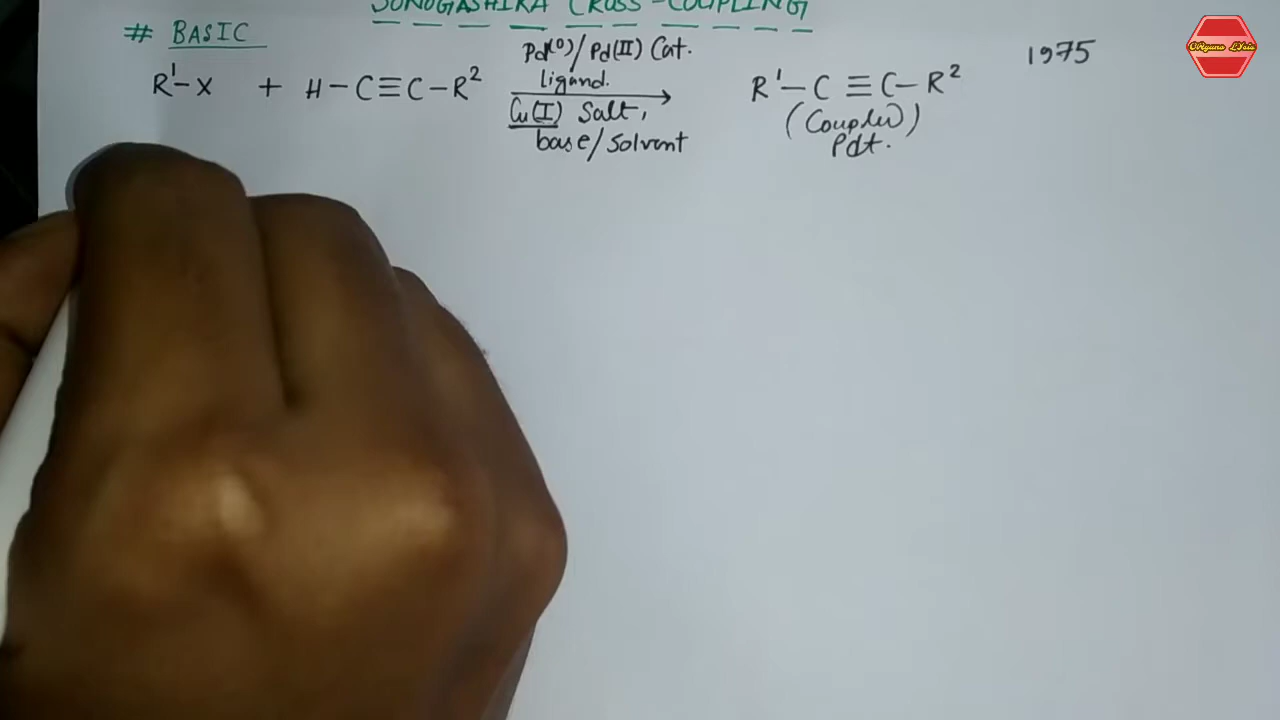 SONOGASHIRA CROSS-COUPLING
# BASIC
Pd(0)/Pd(II) Cat.
ligand.
R¹-X + H-C≡C-R² → R¹-C≡C-R²
1975
Cu(I) Salt,
base/Solvent
(Coupled)
Pdt.